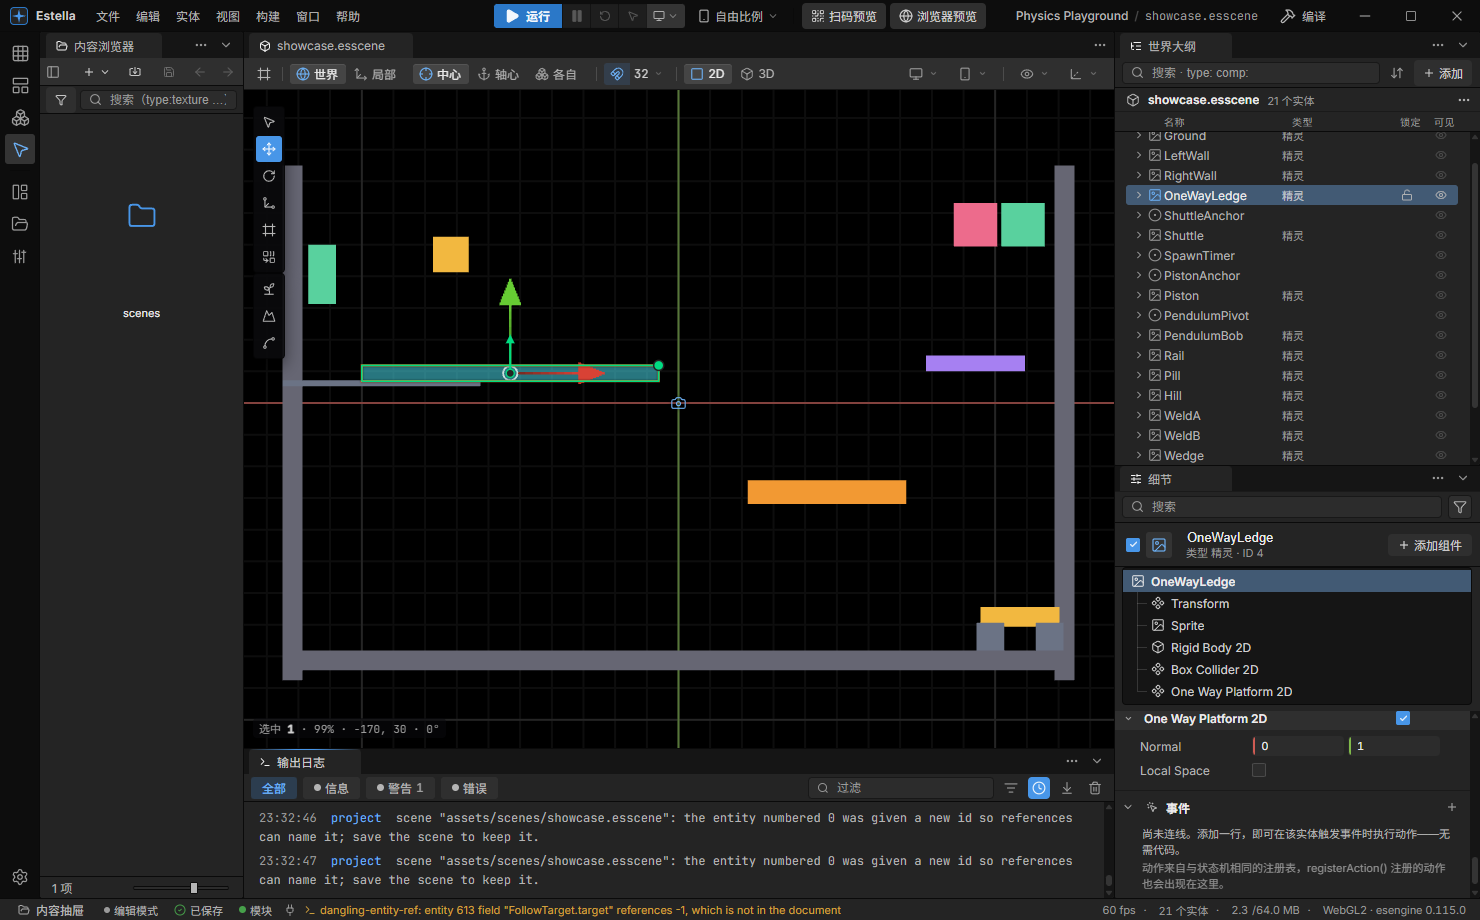 Estella 文件 编辑 实体 视图 构建 窗口 帮助 运行 自由比例 扫码预览 浏览器预览 Physics Playground / showcase.esscene 编译
内容浏览器
搜索（type:texture ...）
scenes
1 项
showcase.esscene
世界 局部 中心 轴心 各自 32 2D 3D
选中 1 · 99% · -170, 30 · 0°
输出日志
全部 信息 警告 1 错误 过滤
23:32:46 project scene "assets/scenes/showcase.esscene": the entity numbered 0 was given a new id so references
can name it; save the scene to keep it.
23:32:47 project scene "assets/scenes/showcase.esscene": the entity numbered 0 was given a new id so references
can name it; save the scene to keep it.
世界大纲
搜索 · type: comp: 添加
showcase.esscene 21 个实体
名称 类型 锁定 可见
Ground 精灵
LeftWall 精灵
RightWall 精灵
OneWayLedge 精灵
ShuttleAnchor
Shuttle 精灵
SpawnTimer
PistonAnchor
Piston 精灵
PendulumPivot
PendulumBob 精灵
Rail 精灵
Pill 精灵
Hill 精灵
WeldA 精灵
WeldB 精灵
Wedge 精灵
细节
搜索
OneWayLedge
类型 精灵 · ID 4
添加组件
OneWayLedge
Transform
Sprite
Rigid Body 2D
Box Collider 2D
One Way Platform 2D
One Way Platform 2D
Normal 0 1
Local Space
事件
尚未连线。添加一行，即可在该实体触发事件时执行动作——无
需代码。
动作来自与状态机相同的注册表，registerAction() 注册的动作
也会出现在这里。
内容抽屉 编辑模式 已保存 模块 dangling-entity-ref: entity 613 field "FollowTarget.target" references -1, which is not in the document 60 fps · 21 个实体 · 2.3 /64.0 MB · WebGL2 · esengine 0.115.0